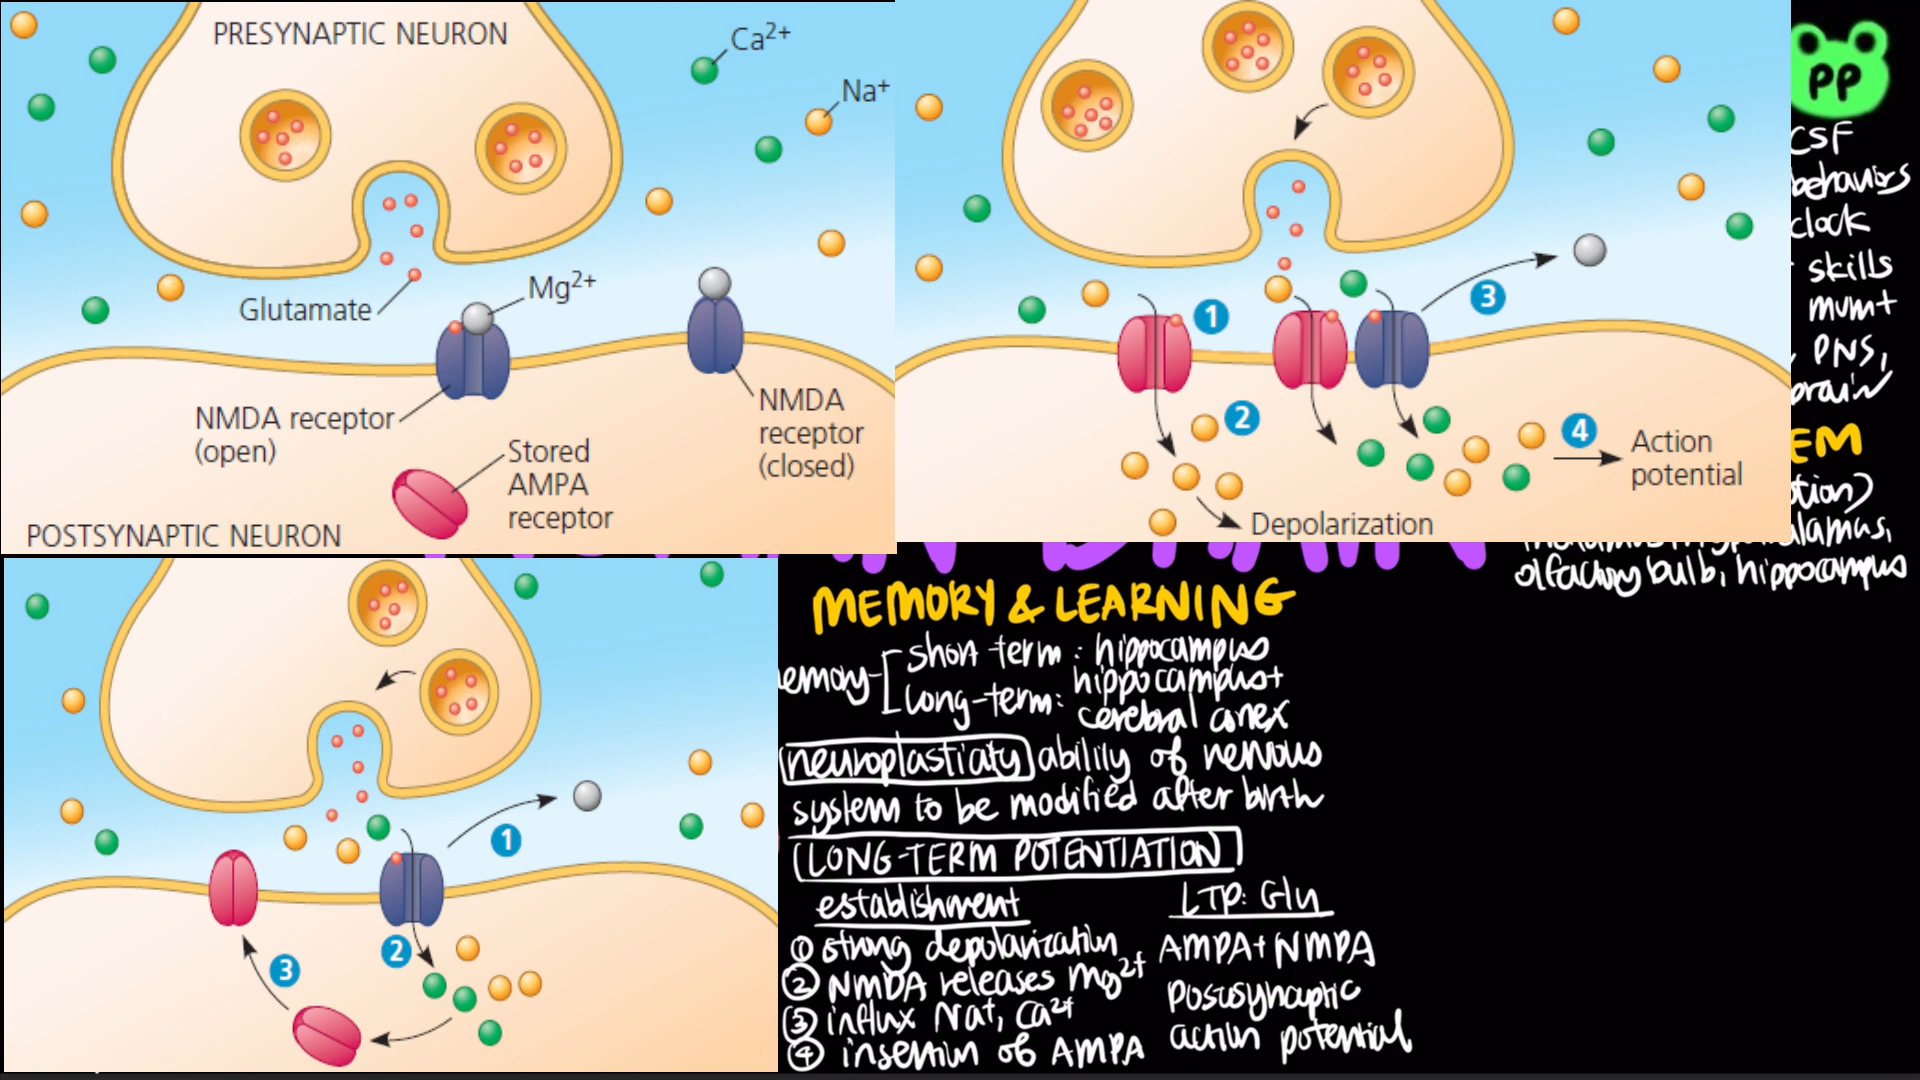 PRESYNAPTIC NEURON
Ca2+
Na+
Glutamate
Mg2+
NMDA receptor
(open)
Stored
AMPA
receptor
NMDA
receptor
(closed)
POSTSYNAPTIC NEURON
1
2
3
4
Action
potential
Depolarization
PP
CSF
behaviors
clock
skills
mvmt
PNS,
brain
EM
alamus,
olfactory bulb, hippocampus
1
2
3
MEMORY & LEARNING
emory
short term : hippocampus
long-term: hippocampus+
cerebral cortex
neuroplasticity ability of nervous
system to be modified after birth
LONG-TERM POTENTIATION
establishment
① strong depolarization
② NMDA releases Mg2+
③ influx Na+, Ca2+
④ insertion of AMPA
LTP: Glu
AMPA+NMPA
postsynaptic
action potential